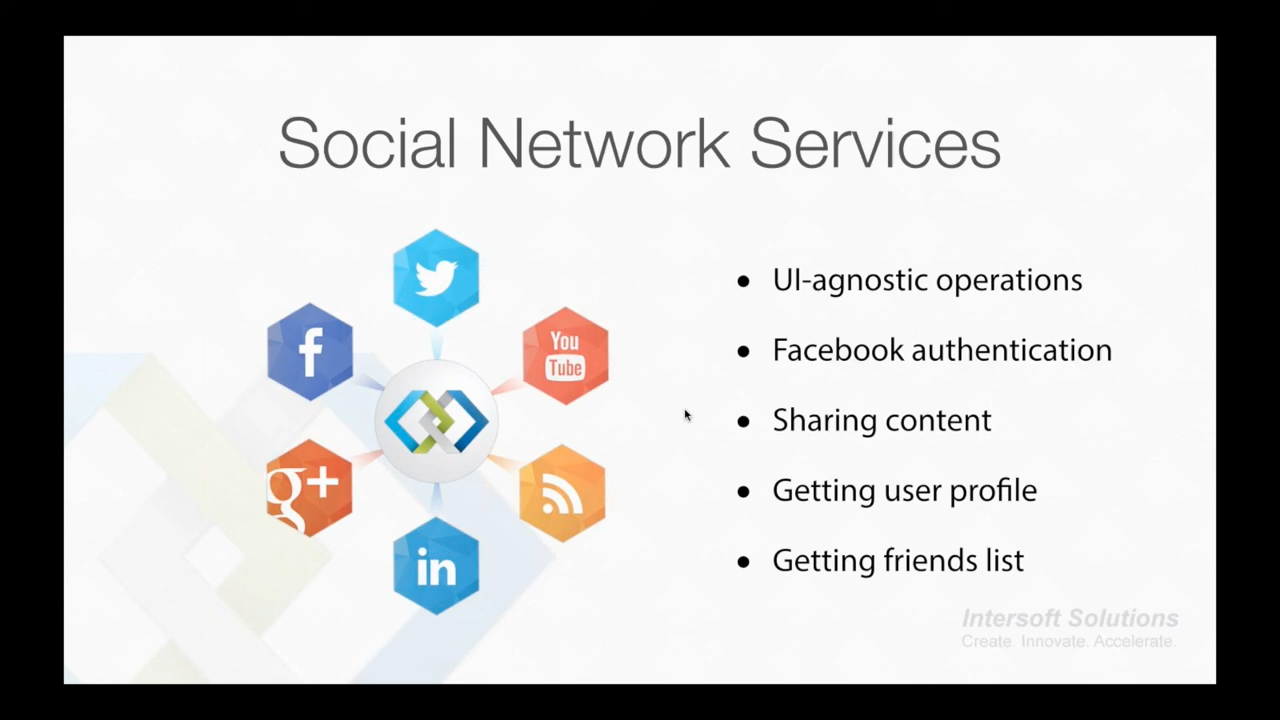 Social Network Services
f
You
Tube
g+
in
● UI-agnostic operations
● Facebook authentication
● Sharing content
● Getting user profile
● Getting friends list
Intersoft Solutions
Create. Innovate. Accelerate.